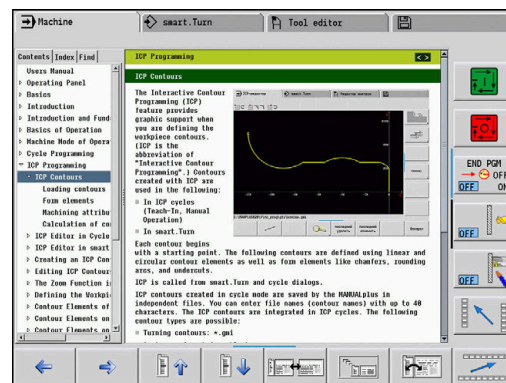 Machine
smart.Turn
Tool editor
Contents Index Find
Users Manual
Operating Panel
Basics
Introduction
Introduction and Fund
Basics of Operation
Machine Mode of Opera
Cycle Programming
ICP Programming
ICP Contours
Loading contours
Form elements
Machining attribu
Calculation of co
ICP Editor in Cycle
ICP Editor in smart
Creating an ICP Con
Editing ICP Contour
The Zoom Function i
Defining the Workpi
Contour Elements of
Contour Elements on
Contour Elements on
ICP Programming
ICP Contours
The Interactive Contour
Programming (ICP)
feature provides
graphic support when
you are defining the
workpiece contours.
(ICP is the
abbreviation of
"Interactive Contour
Programming".) Contours
created with ICP are
used in the following:
In ICP cycles
(Teach-In, Manual
Operation)
In smart.Turn
Each contour begins
with a starting point. The following contours are defined using linear and
circular contour elements as well as form elements like chamfers, rounding
arcs, and undercuts.
ICP is called from smart.Turn and cycle dialogs.
ICP contours created in cycle mode are saved by the MANUALplus in
independent files. You can enter file names (contour names) with up to 40
characters. The ICP contours are integrated in ICP cycles. The following
contour types are possible:
Turning contours: *.gmi
END PGM
OFF
OFF ON
OFF
OFF